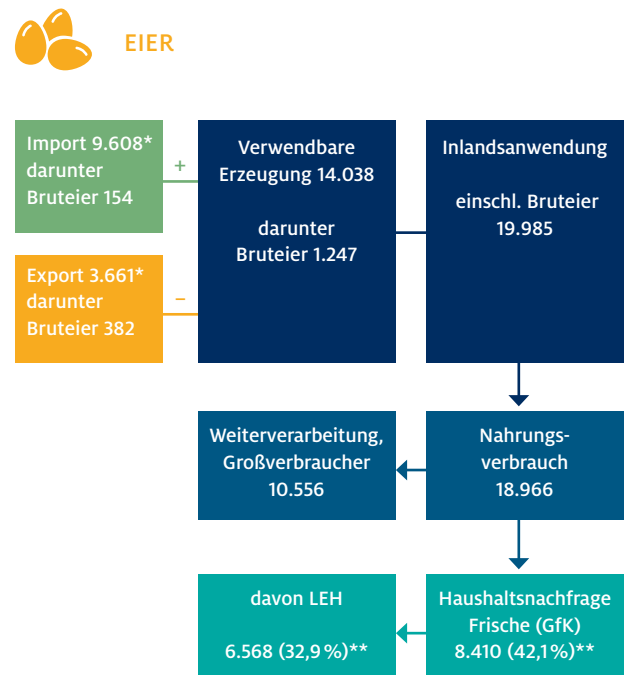 EIER
Import 9.608*
darunter
Bruteier 154
+
Export 3.661*
darunter
Bruteier 382
–
Verwendbare
Erzeugung 14.038
darunter
Bruteier 1.247
Inlandsanwendung
einschl. Bruteier
19.985
Weiterverarbeitung,
Großverbraucher
10.556
Nahrungs-
verbrauch
18.966
davon LEH
6.568 (32,9 %)**
Haushaltsnachfrage
Frische (GfK)
8.410 (42,1 %)**